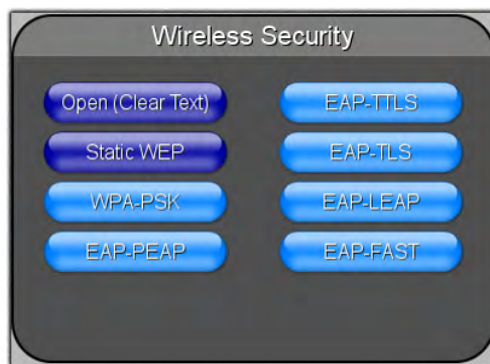 Wireless Security
Open (Clear Text)
Static WEP
WPA-PSK
EAP-PEAP
EAP-TTLS
EAP-TLS
EAP-LEAP
EAP-FAST